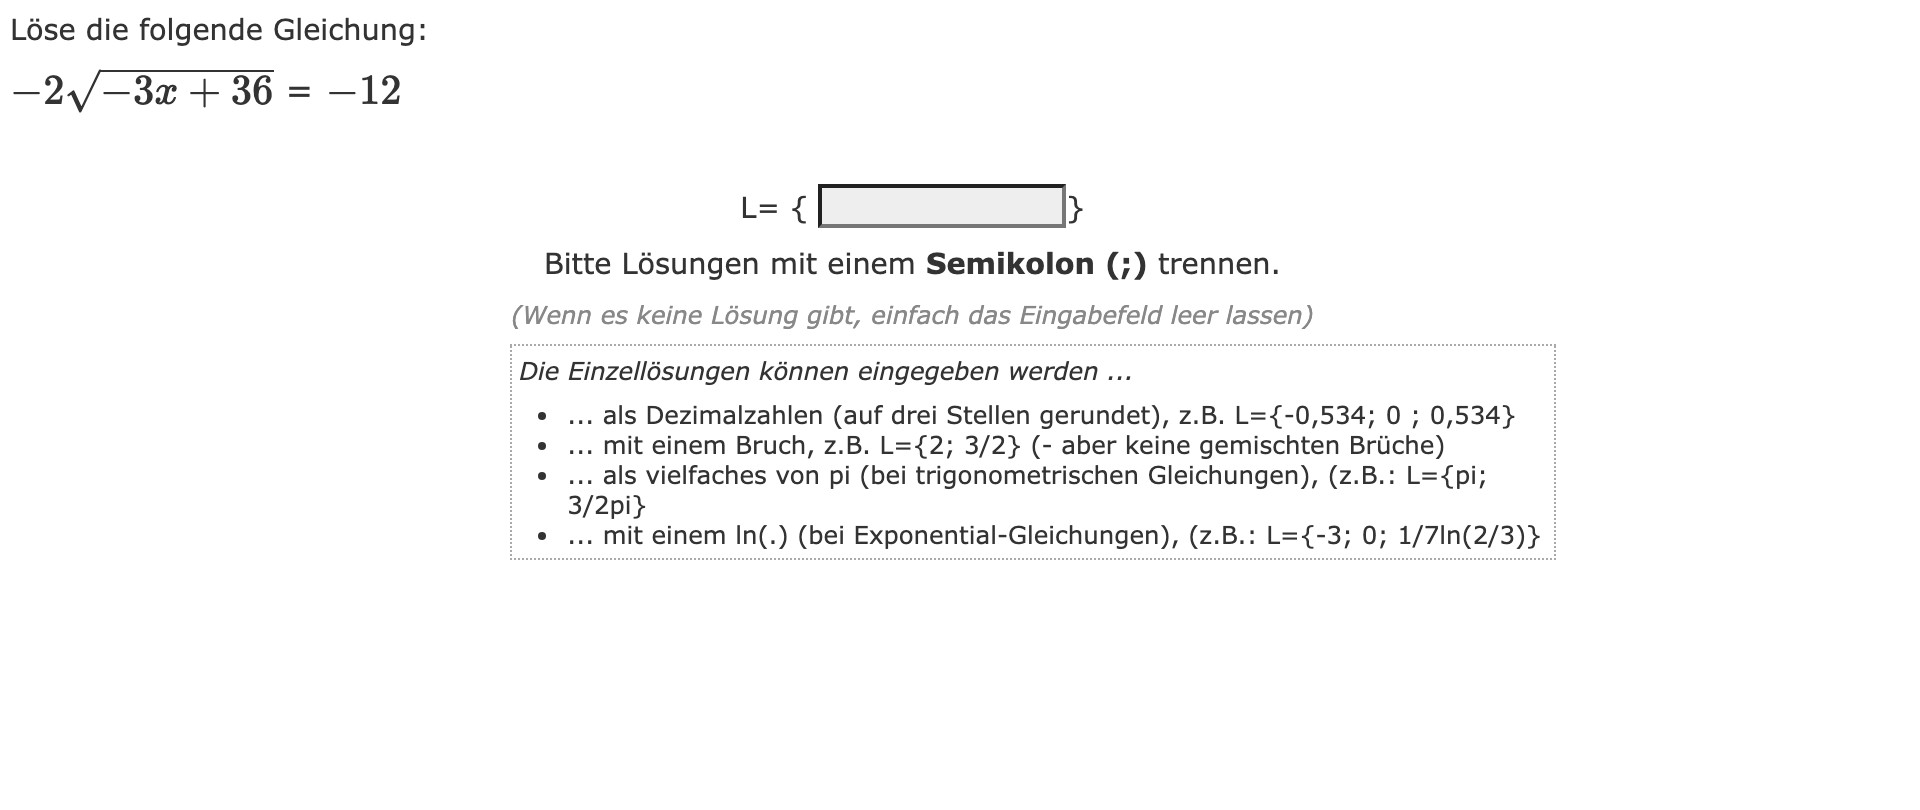 Löse die folgende Gleichung:
−2√−3x + 36 = −12
L= { }
Bitte Lösungen mit einem Semikolon (;) trennen.
(Wenn es keine Lösung gibt, einfach das Eingabefeld leer lassen)
Die Einzellösungen können eingegeben werden ...
• ... als Dezimalzahlen (auf drei Stellen gerundet), z.B. L={-0,534; 0 ; 0,534}
• ... mit einem Bruch, z.B. L={2; 3/2} (- aber keine gemischten Brüche)
• ... als vielfaches von pi (bei trigonometrischen Gleichungen), (z.B.: L={pi;
3/2pi}
• ... mit einem ln(.) (bei Exponential-Gleichungen), (z.B.: L={-3; 0; 1/7ln(2/3)}